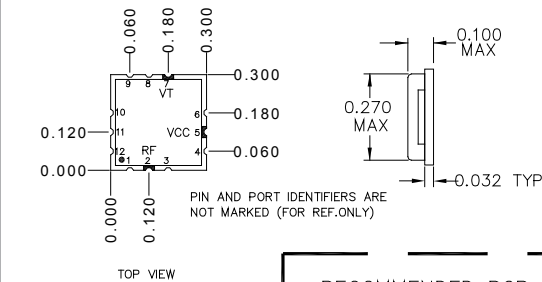 0.060
0.180
0.300
9 8 7
VT
0.300
10
6
0.180
0.120
11
VCC 5
12
RF
4
0.060
0.000
1 2 3
0.000
0.120
PIN AND PORT IDENTIFIERS ARE
NOT MARKED (FOR REF.ONLY)
TOP VIEW
0.100
MAX
0.270
MAX
0.032 TYP